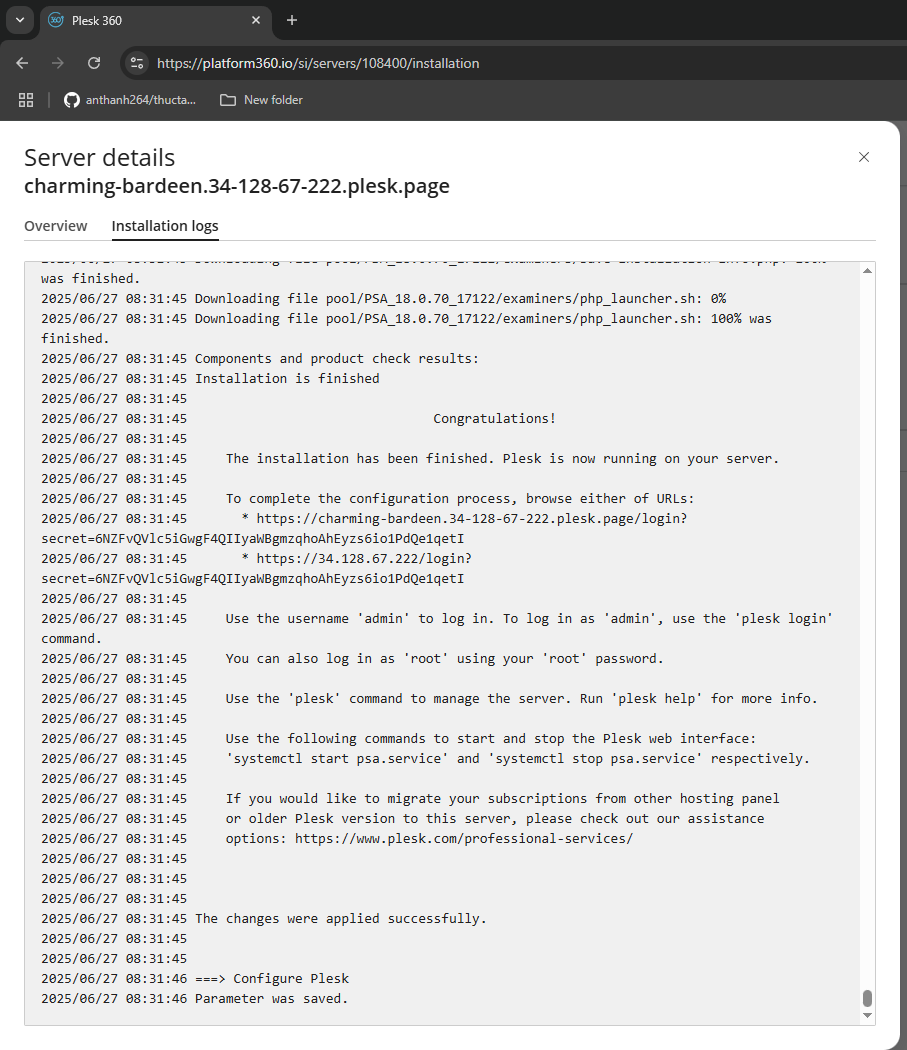 Plesk 360
https://platform360.io/si/servers/108400/installation
anthanh264/thucta...
New folder
Server details
charming-bardeen.34-128-67-222.plesk.page
Overview
Installation logs
was finished.
2025/06/27 08:31:45 Downloading file pool/PSA_18.0.70_17122/examiners/php_launcher.sh: 0%
2025/06/27 08:31:45 Downloading file pool/PSA_18.0.70_17122/examiners/php_launcher.sh: 100% was
finished.
2025/06/27 08:31:45 Components and product check results:
2025/06/27 08:31:45 Installation is finished
2025/06/27 08:31:45
2025/06/27 08:31:45 Congratulations!
2025/06/27 08:31:45
2025/06/27 08:31:45 The installation has been finished. Plesk is now running on your server.
2025/06/27 08:31:45
2025/06/27 08:31:45 To complete the configuration process, browse either of URLs:
2025/06/27 08:31:45 * https://charming-bardeen.34-128-67-222.plesk.page/login?
secret=6NZFvQVlc5iGwgF4QIIyaWBgmzqhoAhEyzs6io1PdQe1qetI
2025/06/27 08:31:45 * https://34.128.67.222/login?
secret=6NZFvQVlc5iGwgF4QIIyaWBgmzqhoAhEyzs6io1PdQe1qetI
2025/06/27 08:31:45
2025/06/27 08:31:45 Use the username 'admin' to log in. To log in as 'admin', use the 'plesk login'
command.
2025/06/27 08:31:45 You can also log in as 'root' using your 'root' password.
2025/06/27 08:31:45
2025/06/27 08:31:45 Use the 'plesk' command to manage the server. Run 'plesk help' for more info.
2025/06/27 08:31:45
2025/06/27 08:31:45 Use the following commands to start and stop the Plesk web interface:
2025/06/27 08:31:45 'systemctl start psa.service' and 'systemctl stop psa.service' respectively.
2025/06/27 08:31:45
2025/06/27 08:31:45 If you would like to migrate your subscriptions from other hosting panel
2025/06/27 08:31:45 or older Plesk version to this server, please check out our assistance
2025/06/27 08:31:45 options: https://www.plesk.com/professional-services/
2025/06/27 08:31:45
2025/06/27 08:31:45
2025/06/27 08:31:45
2025/06/27 08:31:45 The changes were applied successfully.
2025/06/27 08:31:45
2025/06/27 08:31:45
2025/06/27 08:31:46 ===> Configure Plesk
2025/06/27 08:31:46 Parameter was saved.